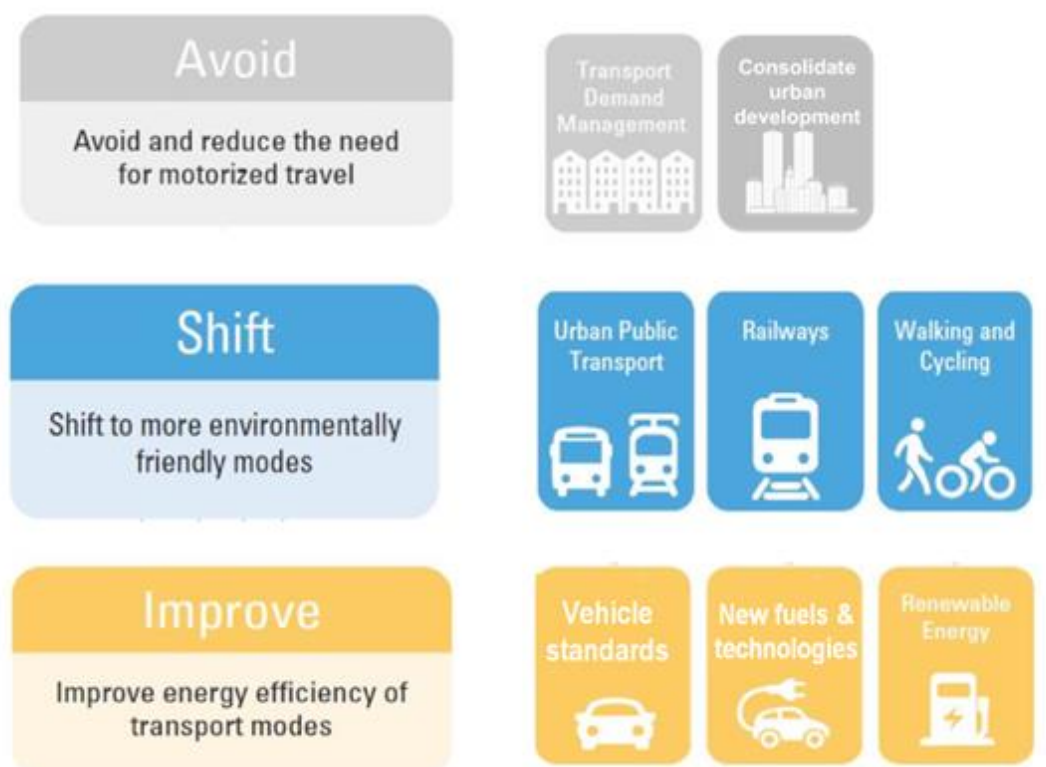 Avoid
Avoid and reduce the need
for motorized travel
Transport
Demand
Management
Consolidate
urban
development
Shift
Shift to more environmentally
friendly modes
Urban Public
Transport
Railways
Walking and
Cycling
Improve
Improve energy efficiency of
transport modes
Vehicle
standards
New fuels &
technologies
Renewable
Energy